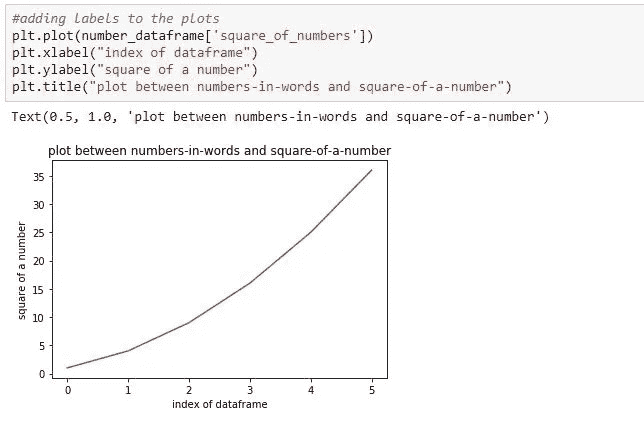 #adding labels to the plots
plt.plot(number_dataframe['square_of_numbers'])
plt.xlabel("index of dataframe")
plt.ylabel("square of a number")
plt.title("plot between numbers-in-words and square-of-a-number")
Text(0.5, 1.0, 'plot between numbers-in-words and square-of-a-number')
plot between numbers-in-words and square-of-a-number
square of a number
35
30
25
20
15
10
5
0
0 1 2 3 4 5
index of dataframe